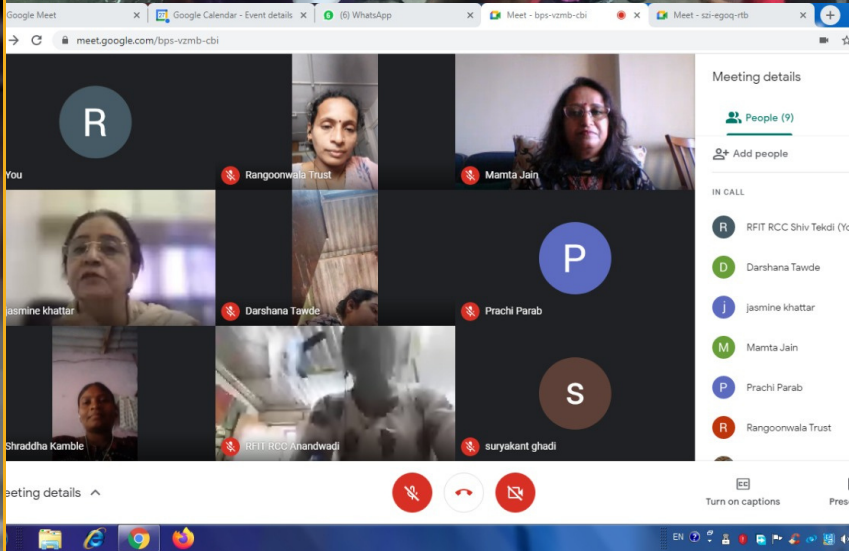 Google Meet
Google Calendar - Event details
(6) WhatsApp
Meet - bps-vzmb-cbi
Meet - szi-egoq-rtb
meet.google.com/bps-vzmb-cbi
Meeting details
People (9)
Add people
IN CALL
R
RFIT RCC Shiv Tekdi (Yo
D
Darshana Tawde
j
jasmine khattar
M
Mamta Jain
P
Prachi Parab
R
Rangoonwala Trust
R
You
Rangoonwala Trust
Mamta Jain
jasmine khattar
Darshana Tawde
P
Prachi Parab
Shraddha Kamble
RFIT RCC Anandwadi
s
suryakant ghadi
eeting details
CC
Turn on captions
Prese
EN